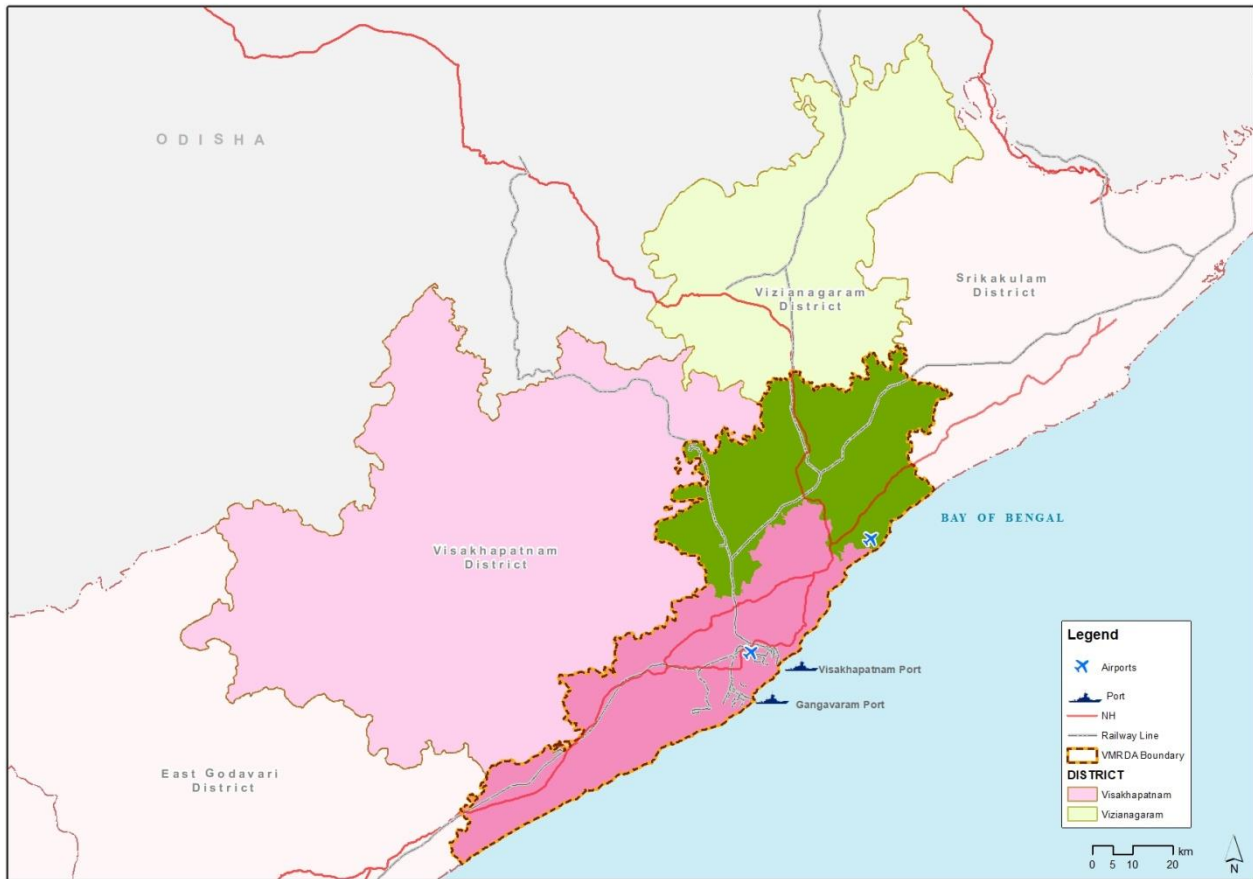 ODISHA
Srikakulam
District
Vizianagaram
District
BAY OF BENGAL
Visakhapatnam
District
Visakhapatnam Port
Gangavaram Port
East Godavari
District
Legend
Airports
Port
NH
Railway Line
VMRDA Boundary
DISTRICT
Visakhapatnam
Vizianagaram
km
0 5 10 20
N